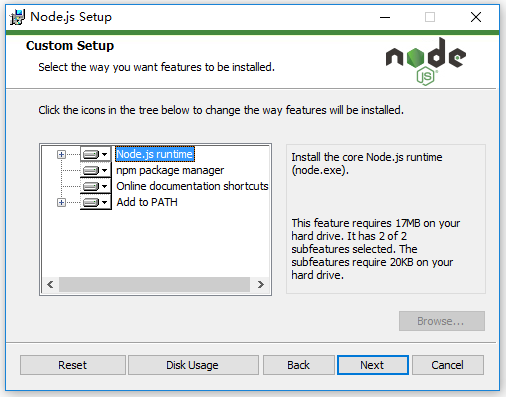 Node.js Setup
Custom Setup
Select the way you want features to be installed.
node
JS
Click the icons in the tree below to change the way features will be installed.
Node.js runtime
npm package manager
Online documentation shortcuts
Add to PATH
Install the core Node.js runtime
(node.exe).
This feature requires 17MB on your
hard drive. It has 2 of 2
subfeatures selected. The
subfeatures require 20KB on your
hard drive.
Browse...
Reset
Disk Usage
Back
Next
Cancel